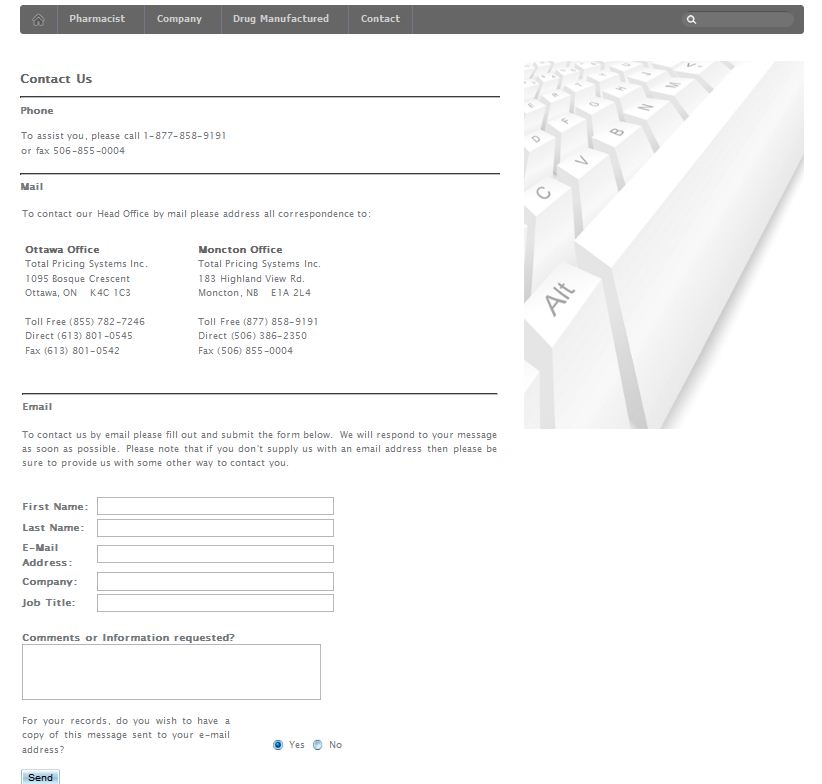 Pharmacist Company Drug Manufactured Contact
Contact Us
Phone
To assist you, please call 1-877-858-9191
or fax 506-855-0004
Mail
To contact our Head Office by mail please address all correspondence to:
Ottawa Office
Total Pricing Systems Inc.
1095 Bosque Crescent
Ottawa, ON K4C 1C3
Toll Free (855) 782-7246
Direct (613) 801-0545
Fax (613) 801-0542
Moncton Office
Total Pricing Systems Inc.
183 Highland View Rd.
Moncton, NB E1A 2L4
Toll Free (877) 858-9191
Direct (506) 386-2350
Fax (506) 855-0004
Email
To contact us by email please fill out and submit the form below. We will respond to your message
as soon as possible. Please note that if you don't supply us with an email address then please be
sure to provide us with some other way to contact you.
First Name:
Last Name:
E-Mail
Address:
Company:
Job Title:
Comments or Information requested?
For your records, do you wish to have a
copy of this message sent to your e-mail
address?
Yes No
Send
D F G H J
C V B N M
Alt